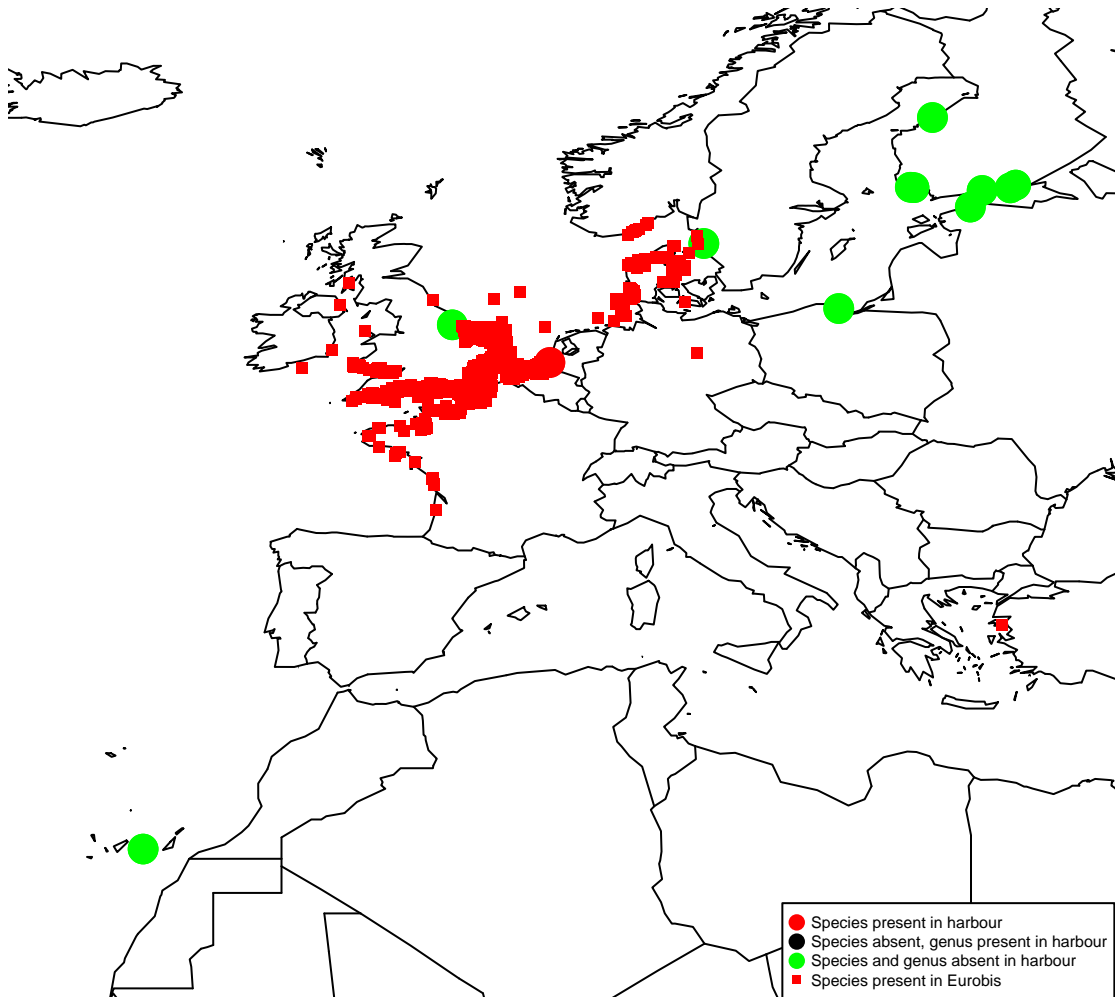 Species present in harbour
Species absent, genus present in harbour
Species and genus absent in harbour
Species present in Eurobis